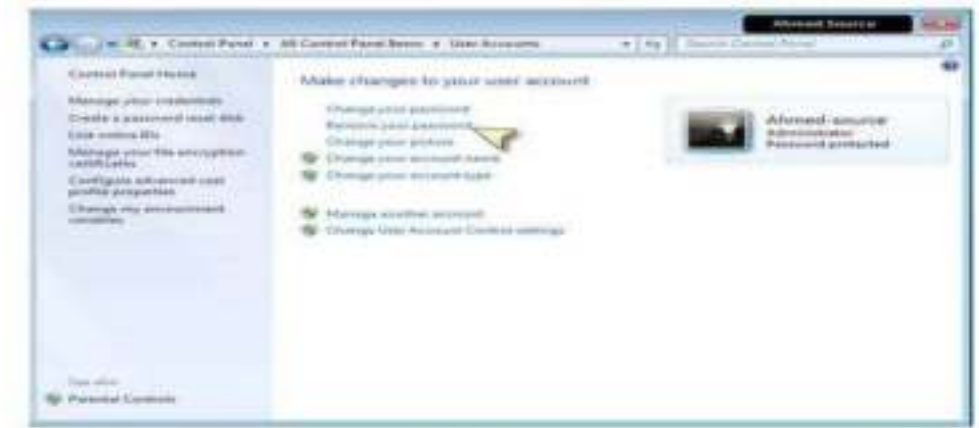 Ahmed Source
Control Panel ▸ All Control Panel Items ▸ User Accounts
Search Control Panel
Control Panel Home
Manage your credentials
Create a password reset disk
Link online IDs
Manage your file encryption
certificates
Configure advanced user
profile properties
Change my environment
variables
See also
Parental Controls
Make changes to your user account
Change your password
Remove your password
Change your picture
Change your account name
Change your account type
Manage another account
Change User Account Control settings
Ahmed-source
Administrator
Password protected